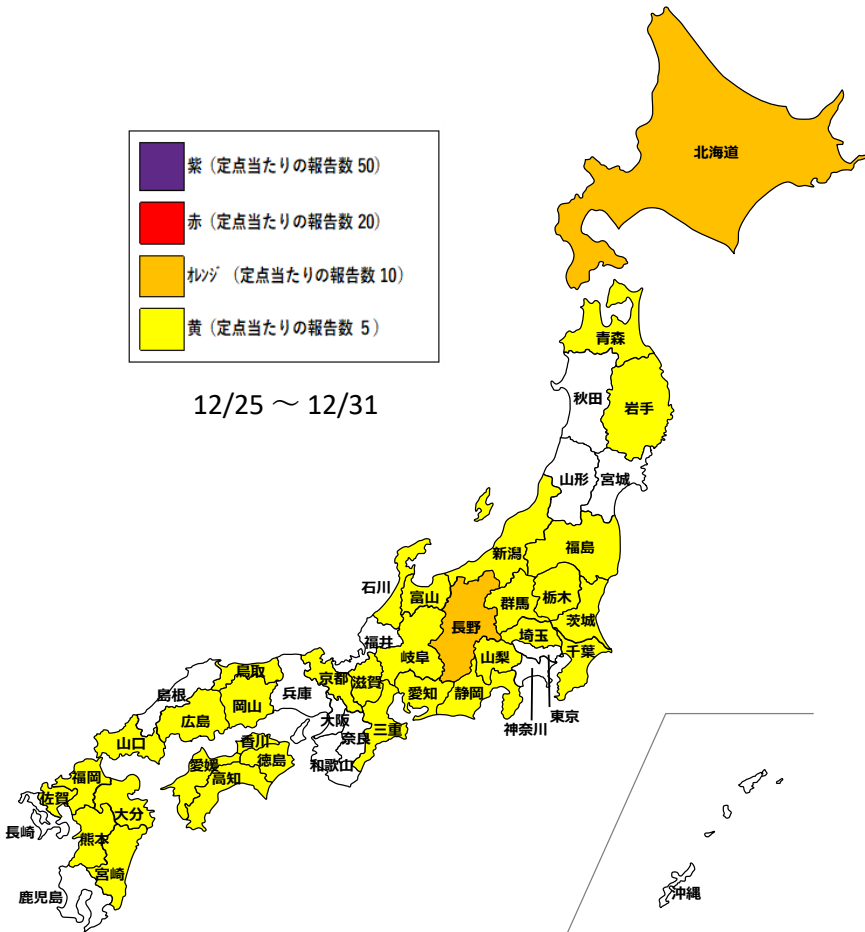 北海道
紫（定点当たりの報告数 50）
赤（定点当たりの報告数 20）
オレンジ （定点当たりの報告数 10）
黄（定点当たりの報告数 5）
12/25 ～ 12/31
青森
秋田
岩手
山形
宮城
新潟
福島
石川
富山
群馬
栃木
茨城
長野
埼玉
福井
岐阜
山梨
千葉
鳥取
京都
滋賀
島根
兵庫
愛知
静岡
岡山
広島
大阪
東京
神奈川
三重
奈良
山口
香川
徳島
和歌山
愛媛
高知
福岡
佐賀
大分
長崎
熊本
宮崎
鹿児島
沖縄